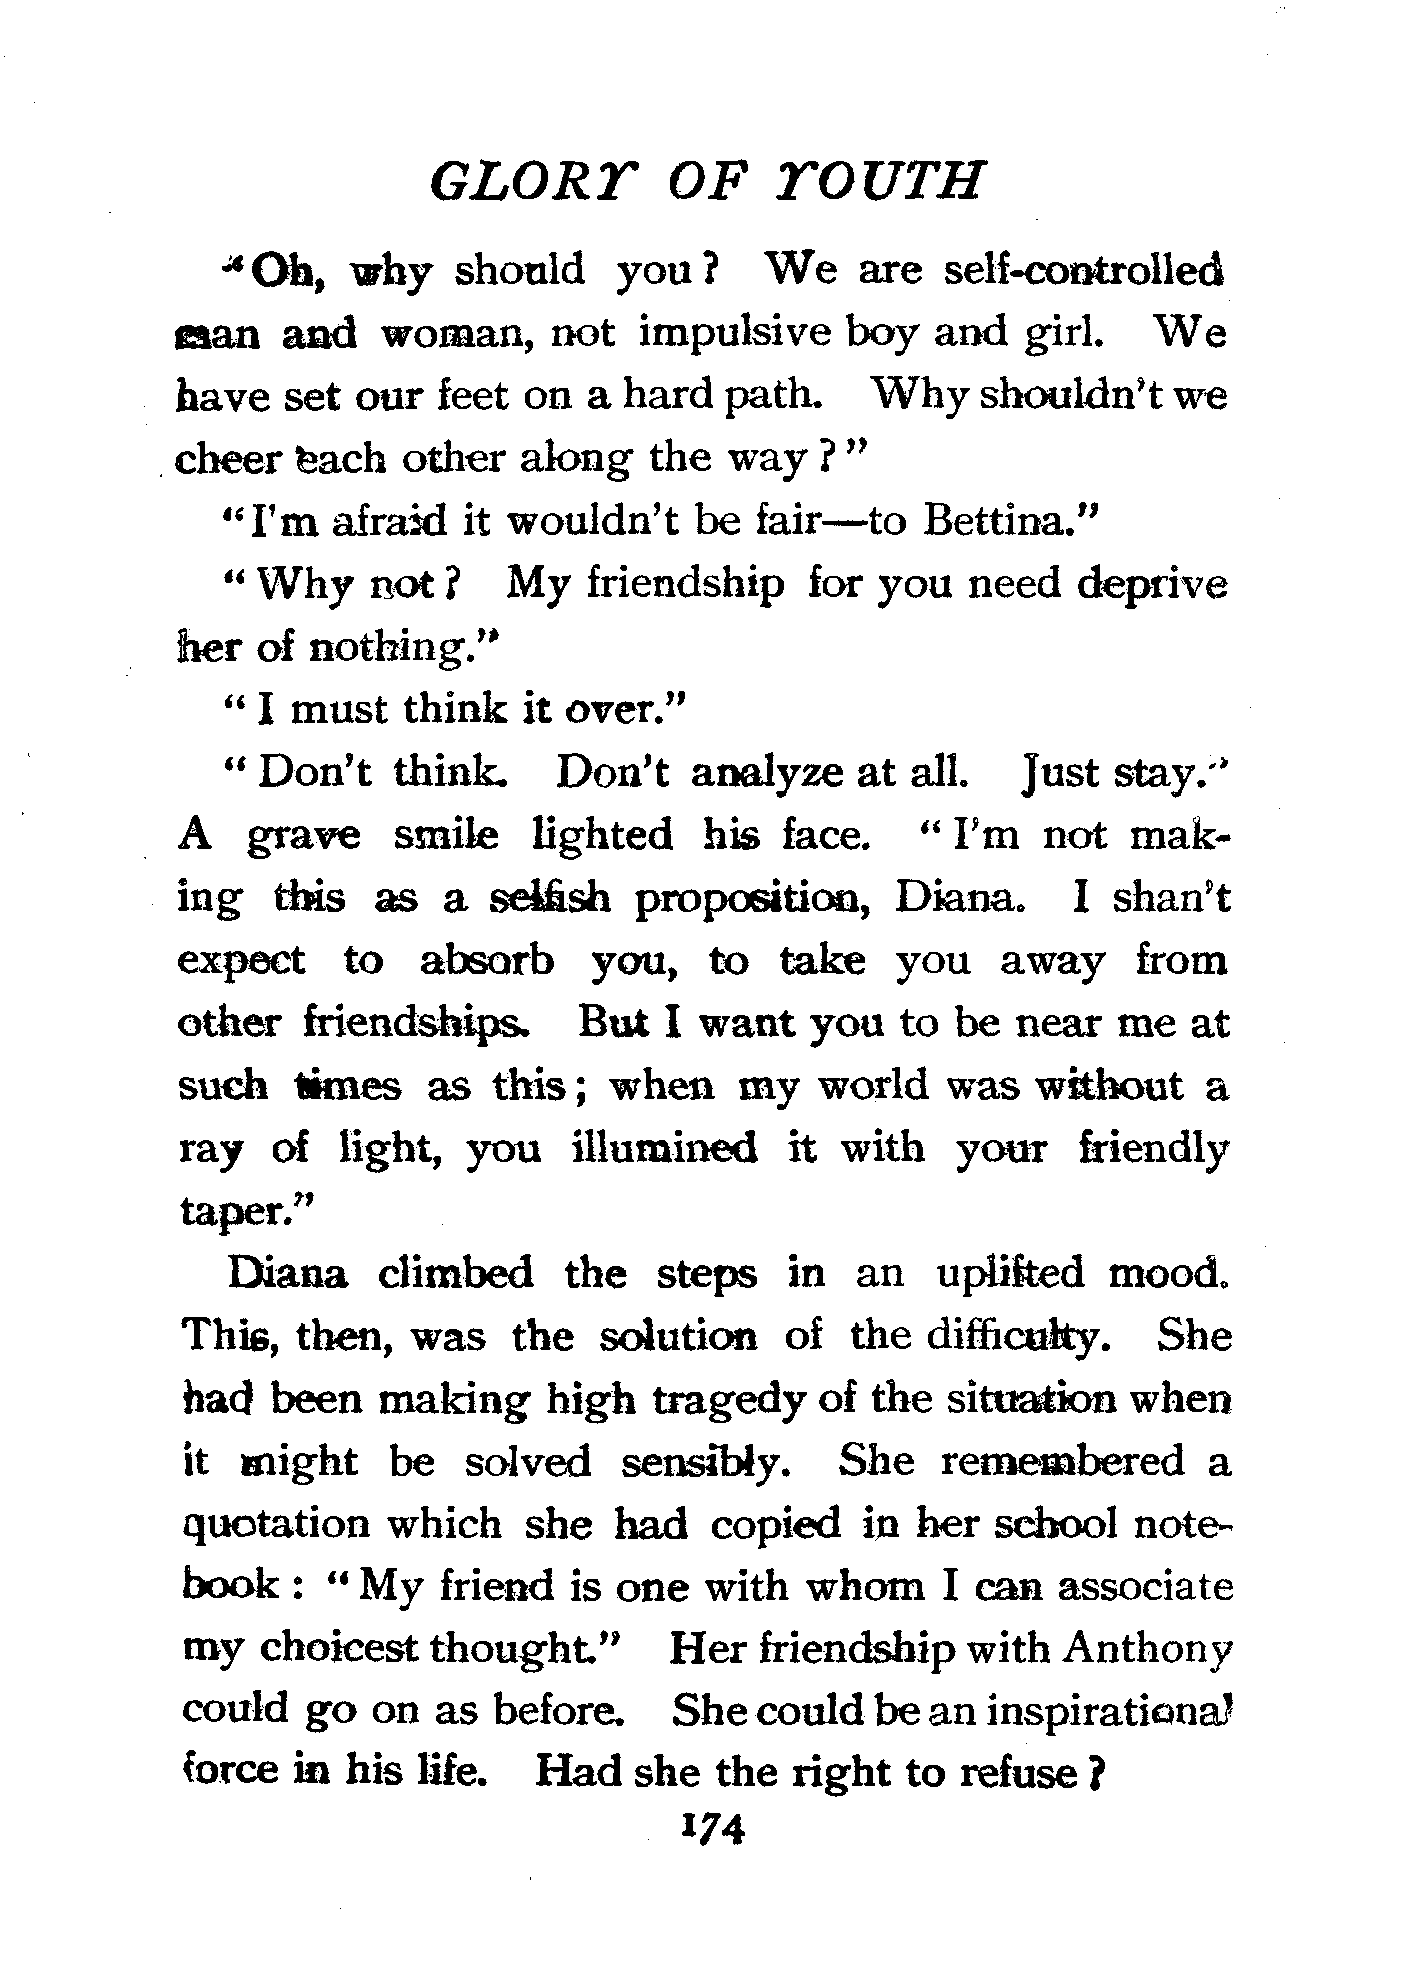 GLORY OF YOUTH
"Oh, why should you? We are self-controlled
man and woman, not impulsive boy and girl. We
have set our feet on a hard path. Why shouldn't we
cheer each other along the way?"
"I'm afraid it wouldn't be fair—to Bettina."
"Why not? My friendship for you need deprive
her of nothing."
"I must think it over."
"Don't think. Don't analyze at all. Just stay."
A grave smile lighted his face. "I'm not mak-
ing this as a selfish proposition, Diana. I shan't
expect to absorb you, to take you away from
other friendships. But I want you to be near me at
such times as this; when my world was without a
ray of light, you illumined it with your friendly
taper."
Diana climbed the steps in an uplifted mood.
This, then, was the solution of the difficulty. She
had been making high tragedy of the situation when
it might be solved sensibly. She remembered a
quotation which she had copied in her school note-
book: "My friend is one with whom I can associate
my choicest thought." Her friendship with Anthony
could go on as before. She could be an inspirational
force in his life. Had she the right to refuse?
174